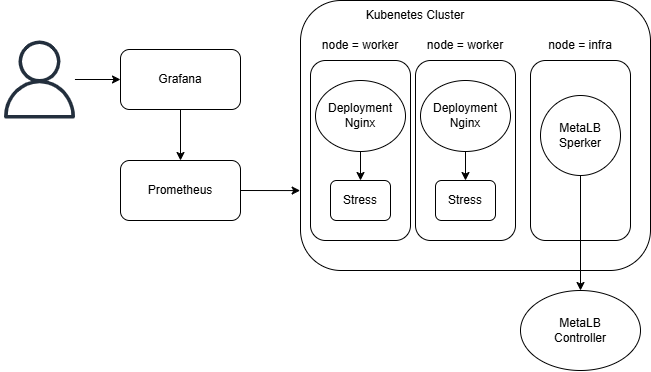 Kubenetes Cluster
node = worker
node = worker
node = infra
Grafana
Deployment
Nginx
Deployment
Nginx
MetaLB
Sperker
Prometheus
Stress
Stress
MetaLB
Controller